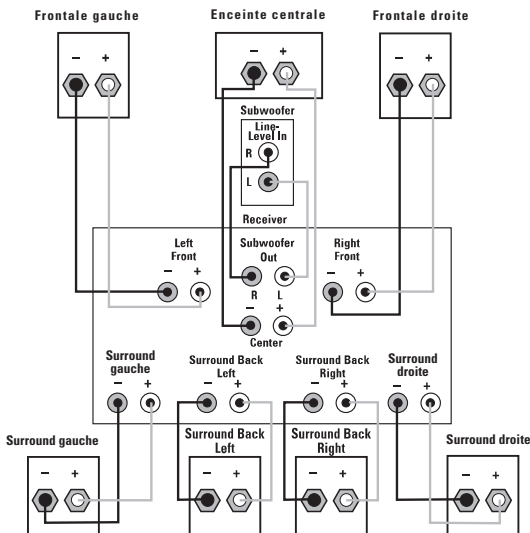 Frontale gauche
Enceinte centrale
Frontale droite
– +
– +
– +
Subwoofer
Line-
Level In
R
L
Receiver
Left
Front
Subwoofer
Out
Right
Front
– +
– +
R L
– +
Center
Surround
gauche
Surround Back
Left
Surround Back
Right
Surround
droite
– +
– +
– +
– +
Surround gauche
Surround Back
Left
Surround Back
Right
Surround droite
– +
– +
– +
– +